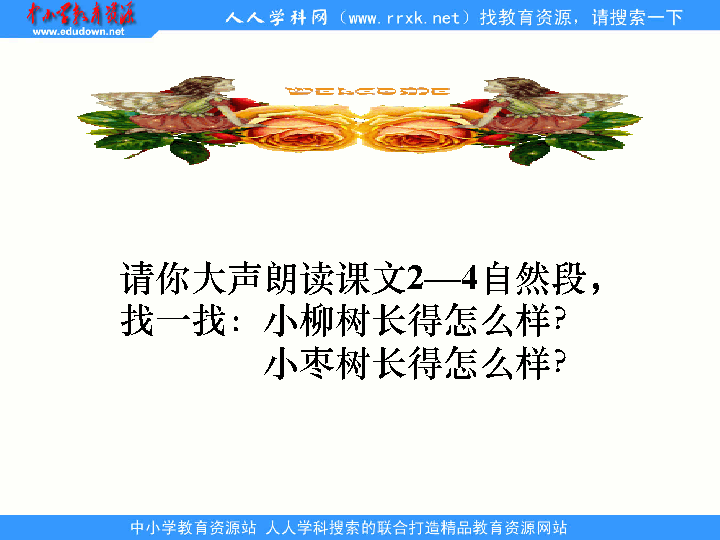 中小学教育资源
www.edudown.net
人人学科网（www.rrxk.net）找教育资源，请搜索一下
WELCOME
请你大声朗读课文2—4自然段，
找一找：小柳树长得怎么样？
小枣树长得怎么样？
中小学教育资源站 人人学科搜索的联合打造精品教育资源网站